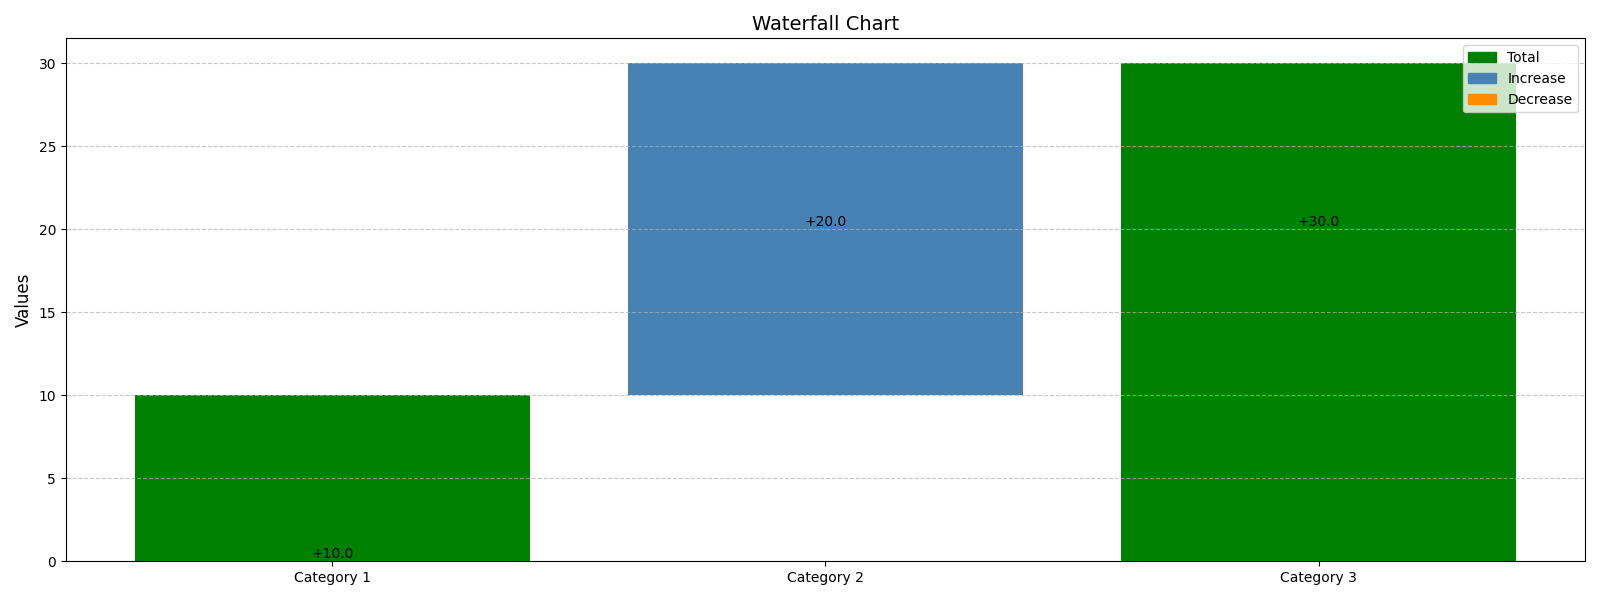 Waterfall Chart
Total
Increase
Decrease
Values
30
25
20
15
10
5
0
+20.0
+30.0
+10.0
Category 1
Category 2
Category 3